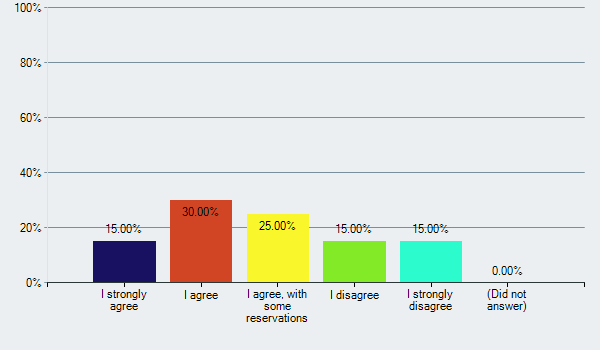 100%
80%
60%
40%
20%
0%
15.00%
30.00%
25.00%
15.00%
15.00%
0.00%
I strongly
agree
I agree
I agree, with
some
reservations
I disagree
I strongly
disagree
(Did not
answer)